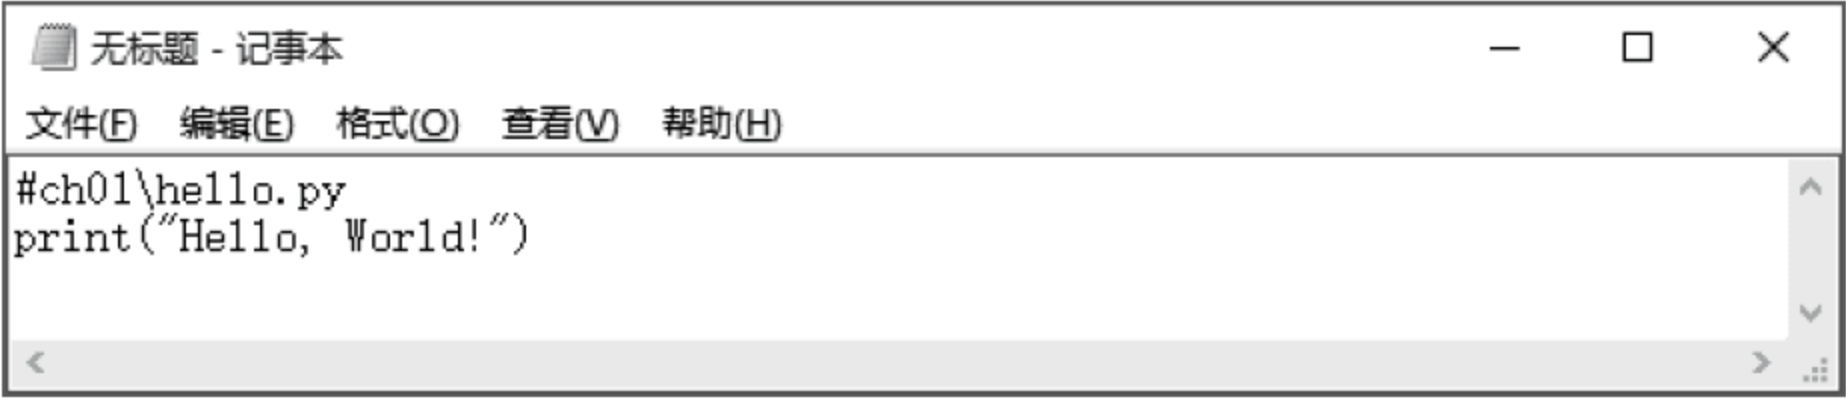 无标题 - 记事本
文件(F) 编辑(E) 格式(O) 查看(V) 帮助(H)
#ch01\hello.py
print("Hello, World!")